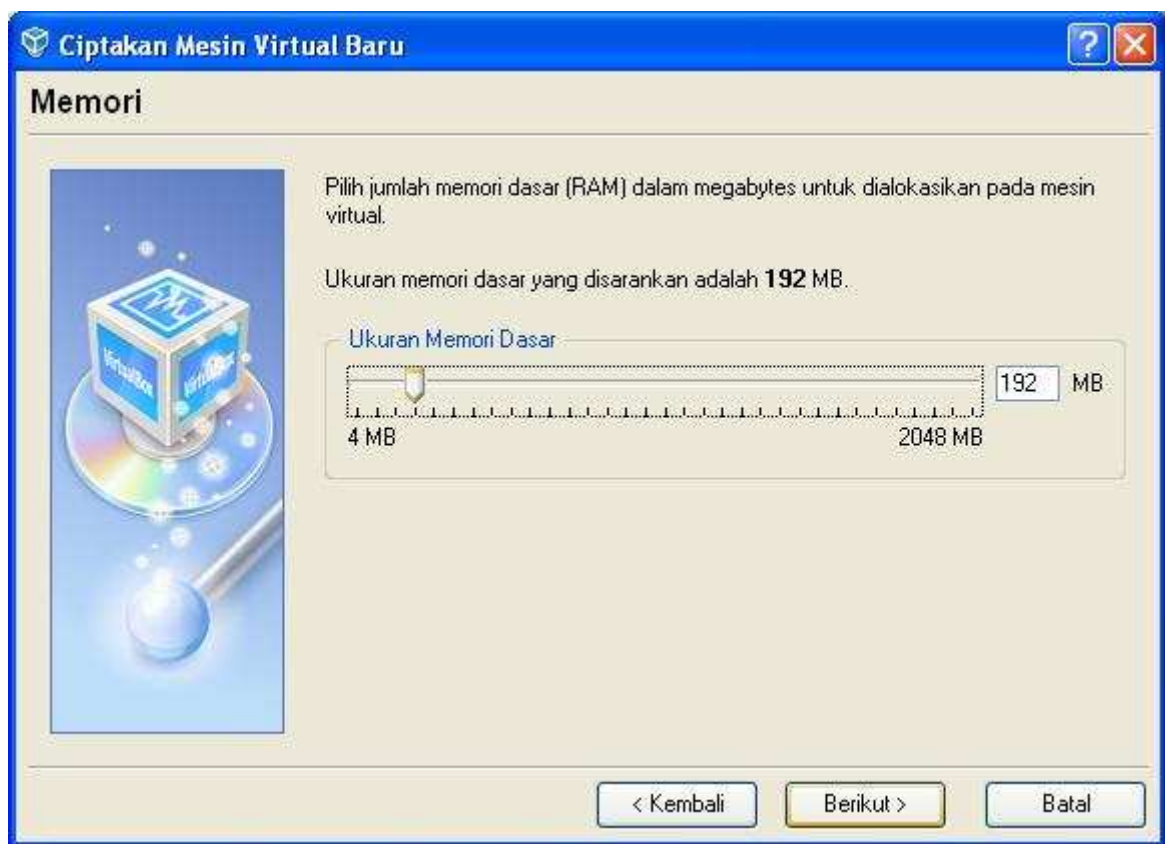 Ciptakan Mesin Virtual Baru
Memori
Pilih jumlah memori dasar (RAM) dalam megabytes untuk dialokasikan pada mesin
virtual.
Ukuran memori dasar yang disarankan adalah 192 MB.
Ukuran Memori Dasar
192 MB
4 MB 2048 MB
VirtualBox
< Kembali Berikut > Batal